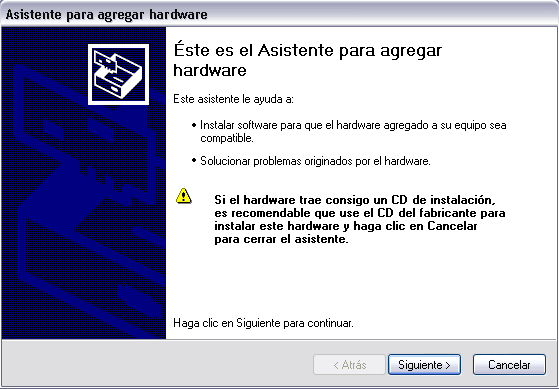 Asistente para agregar hardware
Éste es el Asistente para agregar
hardware
Este asistente le ayuda a:
• Instalar software para que el hardware agregado a su equipo sea
compatible.
• Solucionar problemas originados por el hardware.
Si el hardware trae consigo un CD de instalación,
es recomendable que use el CD del fabricante para
instalar este hardware y haga clic en Cancelar
para cerrar el asistente.
Haga clic en Siguiente para continuar.
< Atrás
Siguiente >
Cancelar